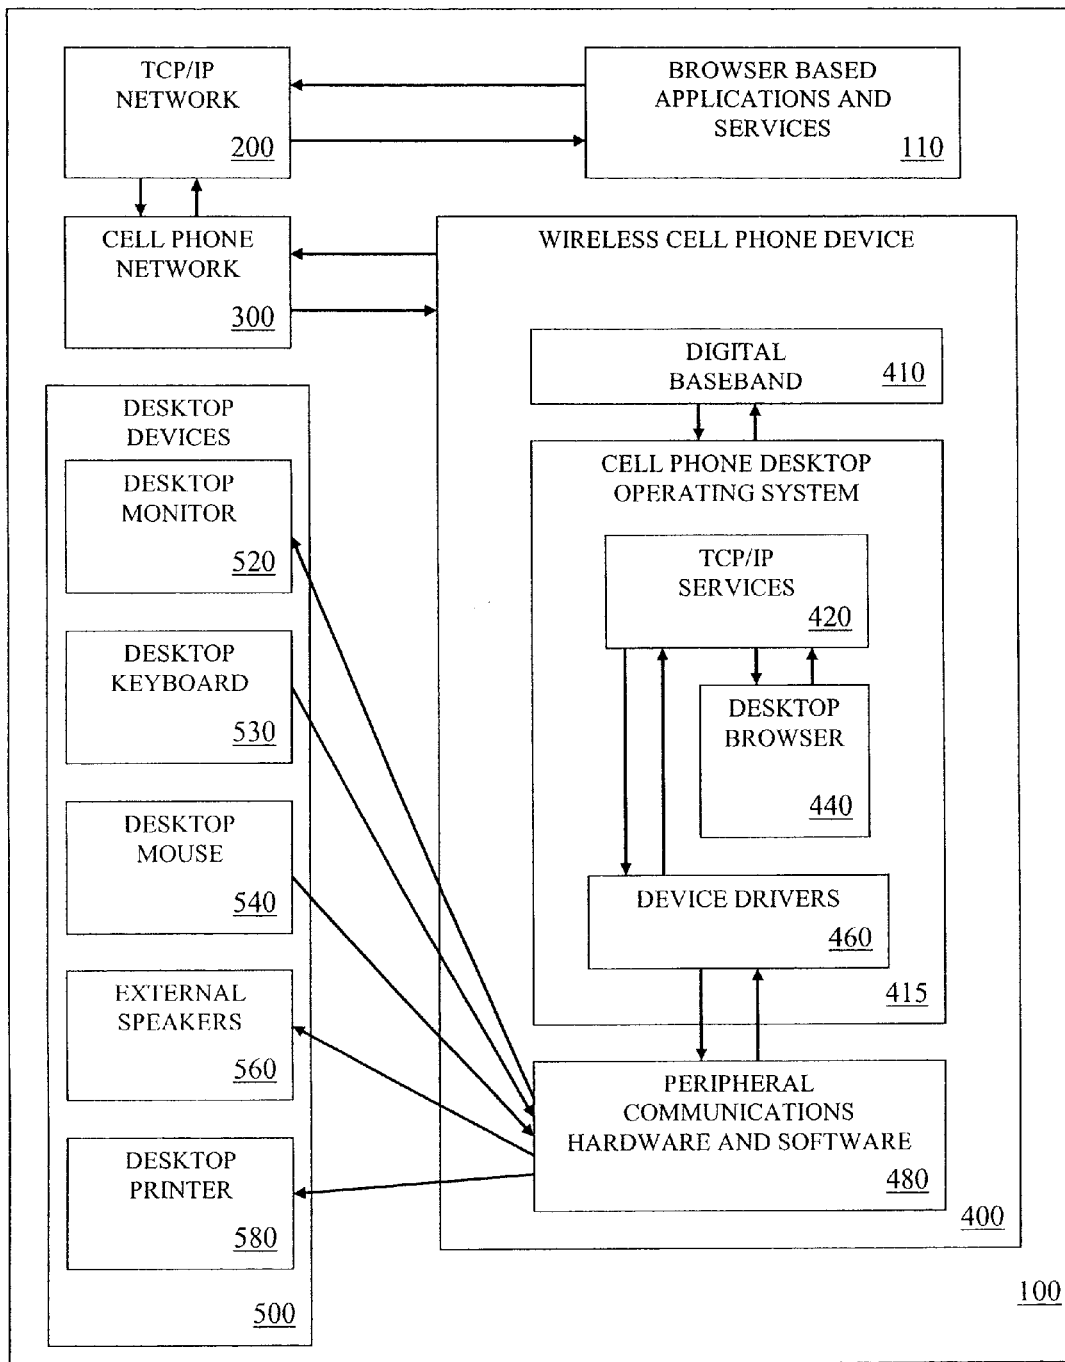 TCP/IP
NETWORK
200
BROWSER BASED
APPLICATIONS AND
SERVICES
110
CELL PHONE
NETWORK
300
WIRELESS CELL PHONE DEVICE
DIGITAL
BASEBAND
410
DESKTOP
DEVICES
DESKTOP
MONITOR
520
DESKTOP
KEYBOARD
530
DESKTOP
MOUSE
540
EXTERNAL
SPEAKERS
560
DESKTOP
PRINTER
580
500
CELL PHONE DESKTOP
OPERATING SYSTEM
TCP/IP
SERVICES
420
DESKTOP
BROWSER
440
DEVICE DRIVERS
460
415
PERIPHERAL
COMMUNICATIONS
HARDWARE AND SOFTWARE
480
400
100